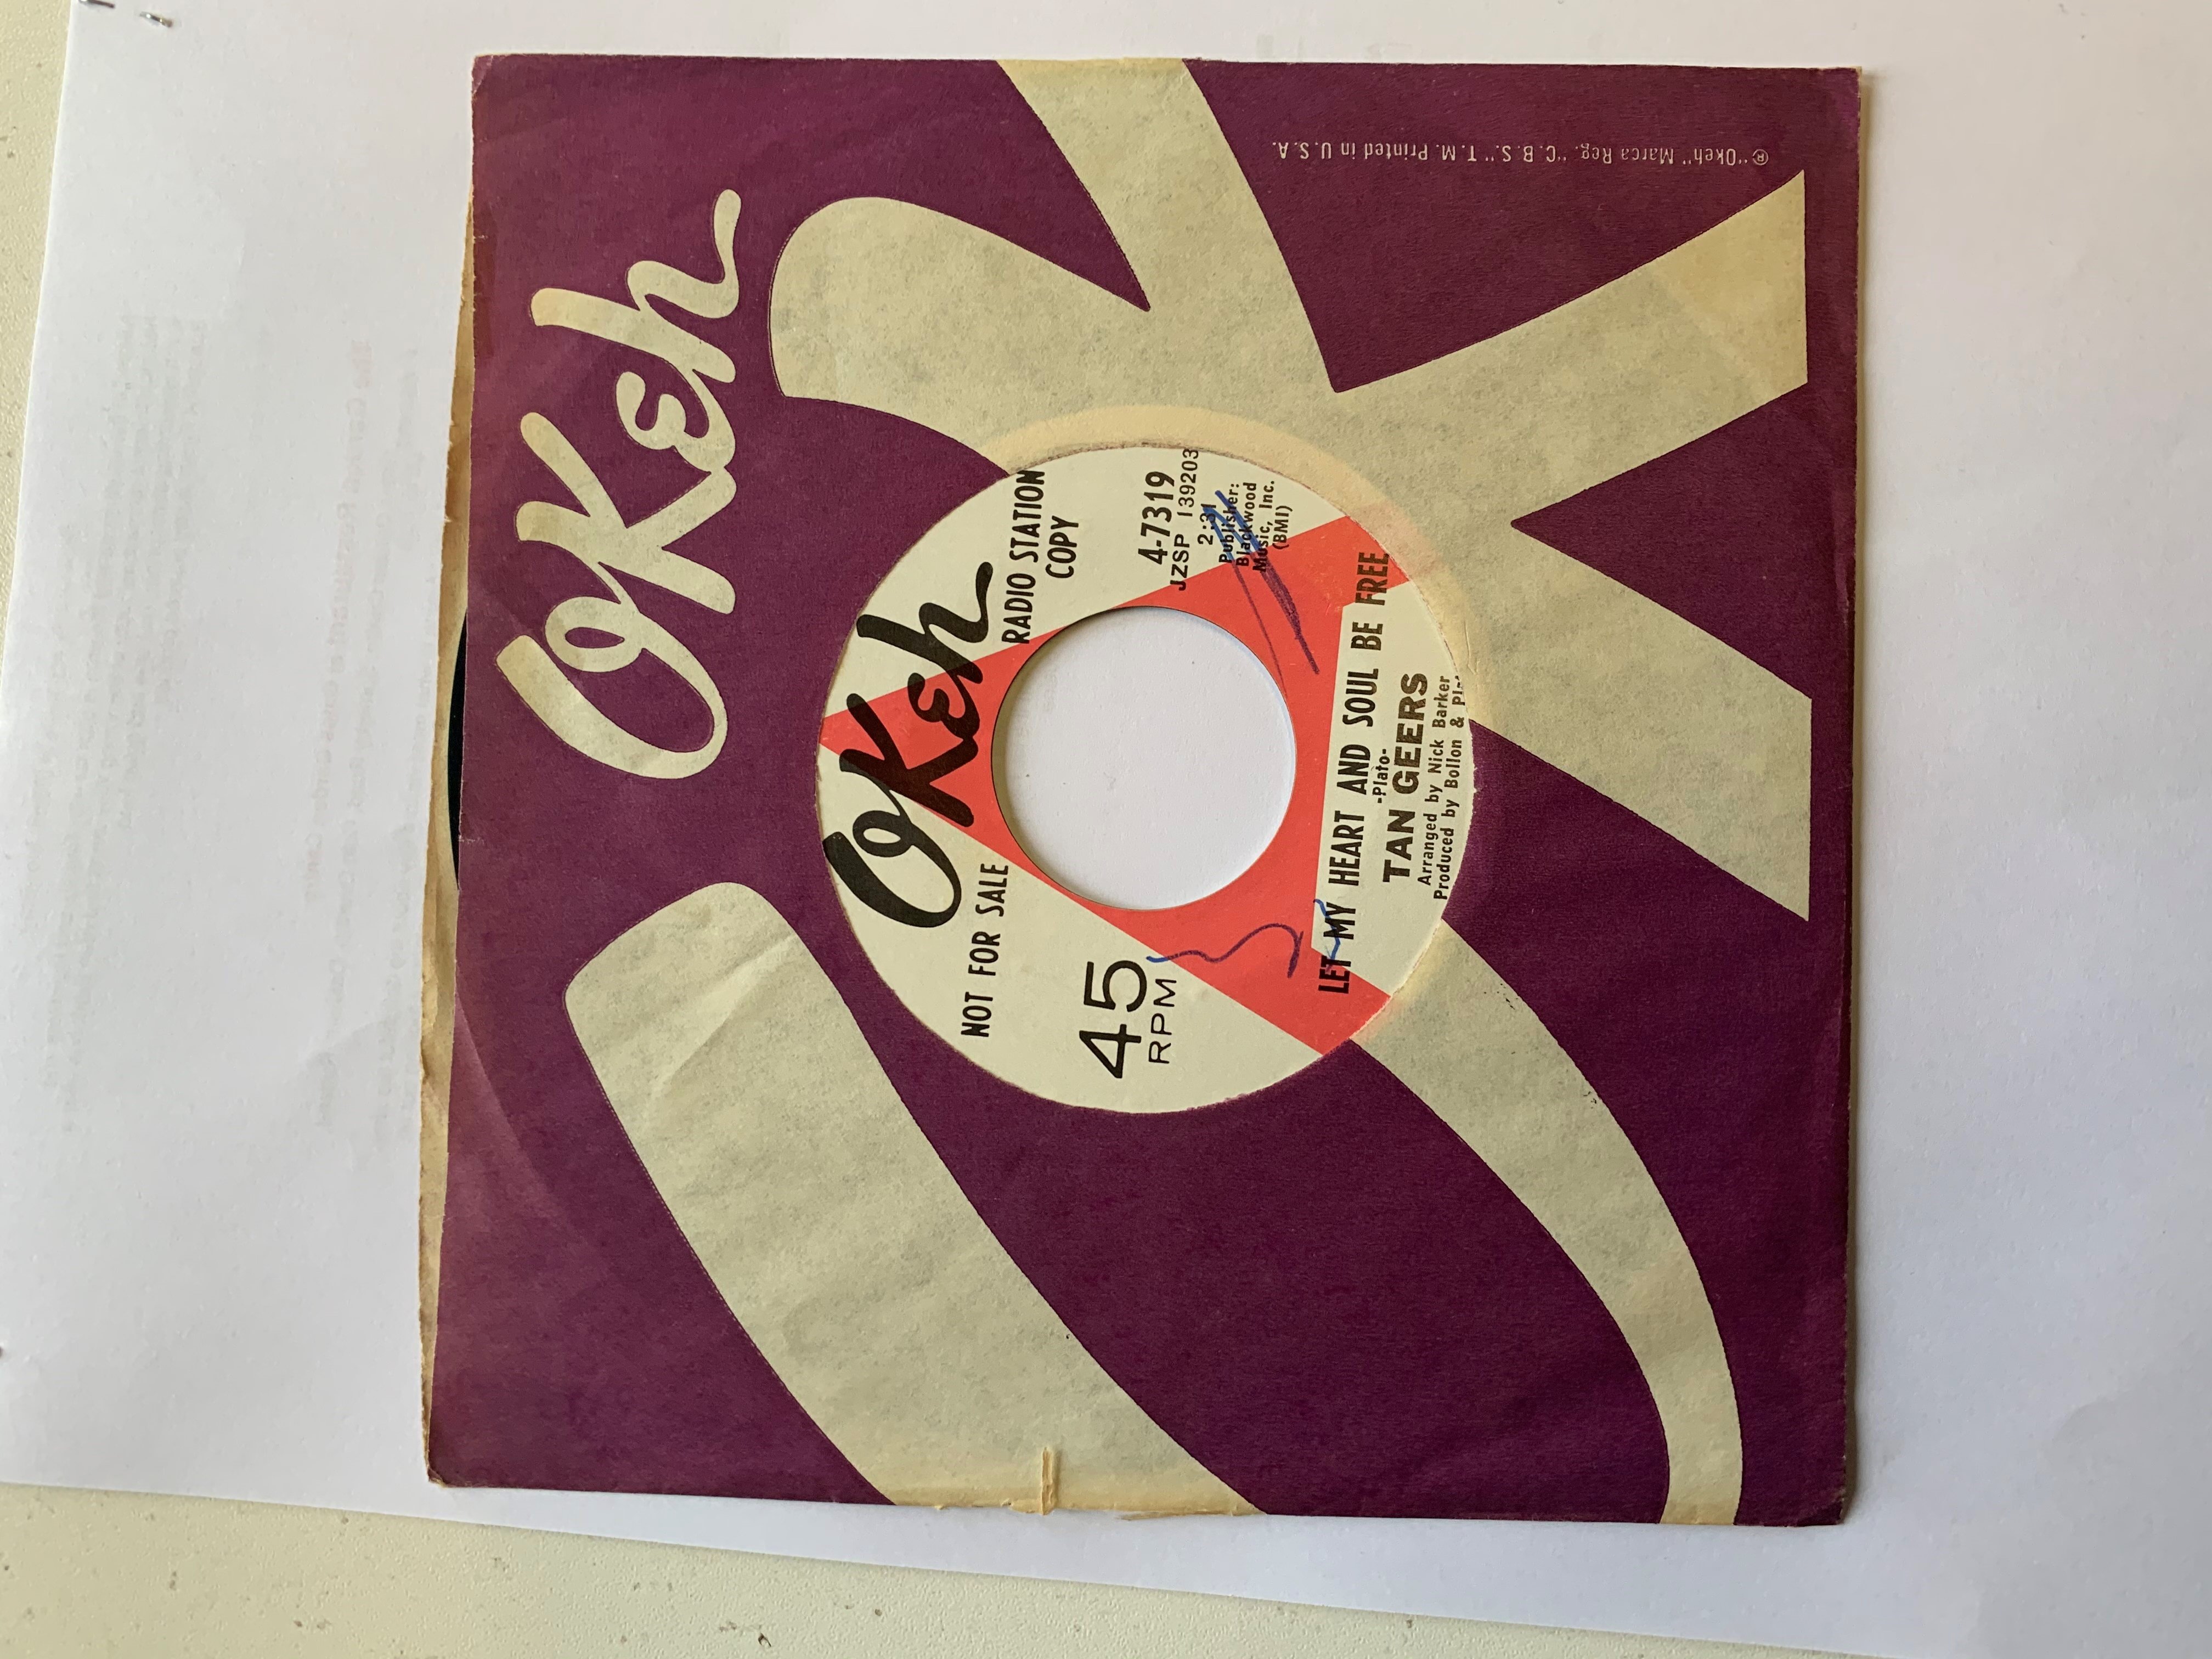 OKeh
® "Okeh" Marca Reg. "C.B.S." T.M. Printed in U.S.A.
OKeh
NOT FOR SALE
RADIO STATION
COPY
45
RPM
4-7319
JZSP 139203
2:31
Publisher:
Blackwood
Music, Inc.
(BMI)
LET MY HEART AND SOUL BE FREE
-Plato-
TAN GEERS
Arranged by Nick Barker
Produced by Bollon &